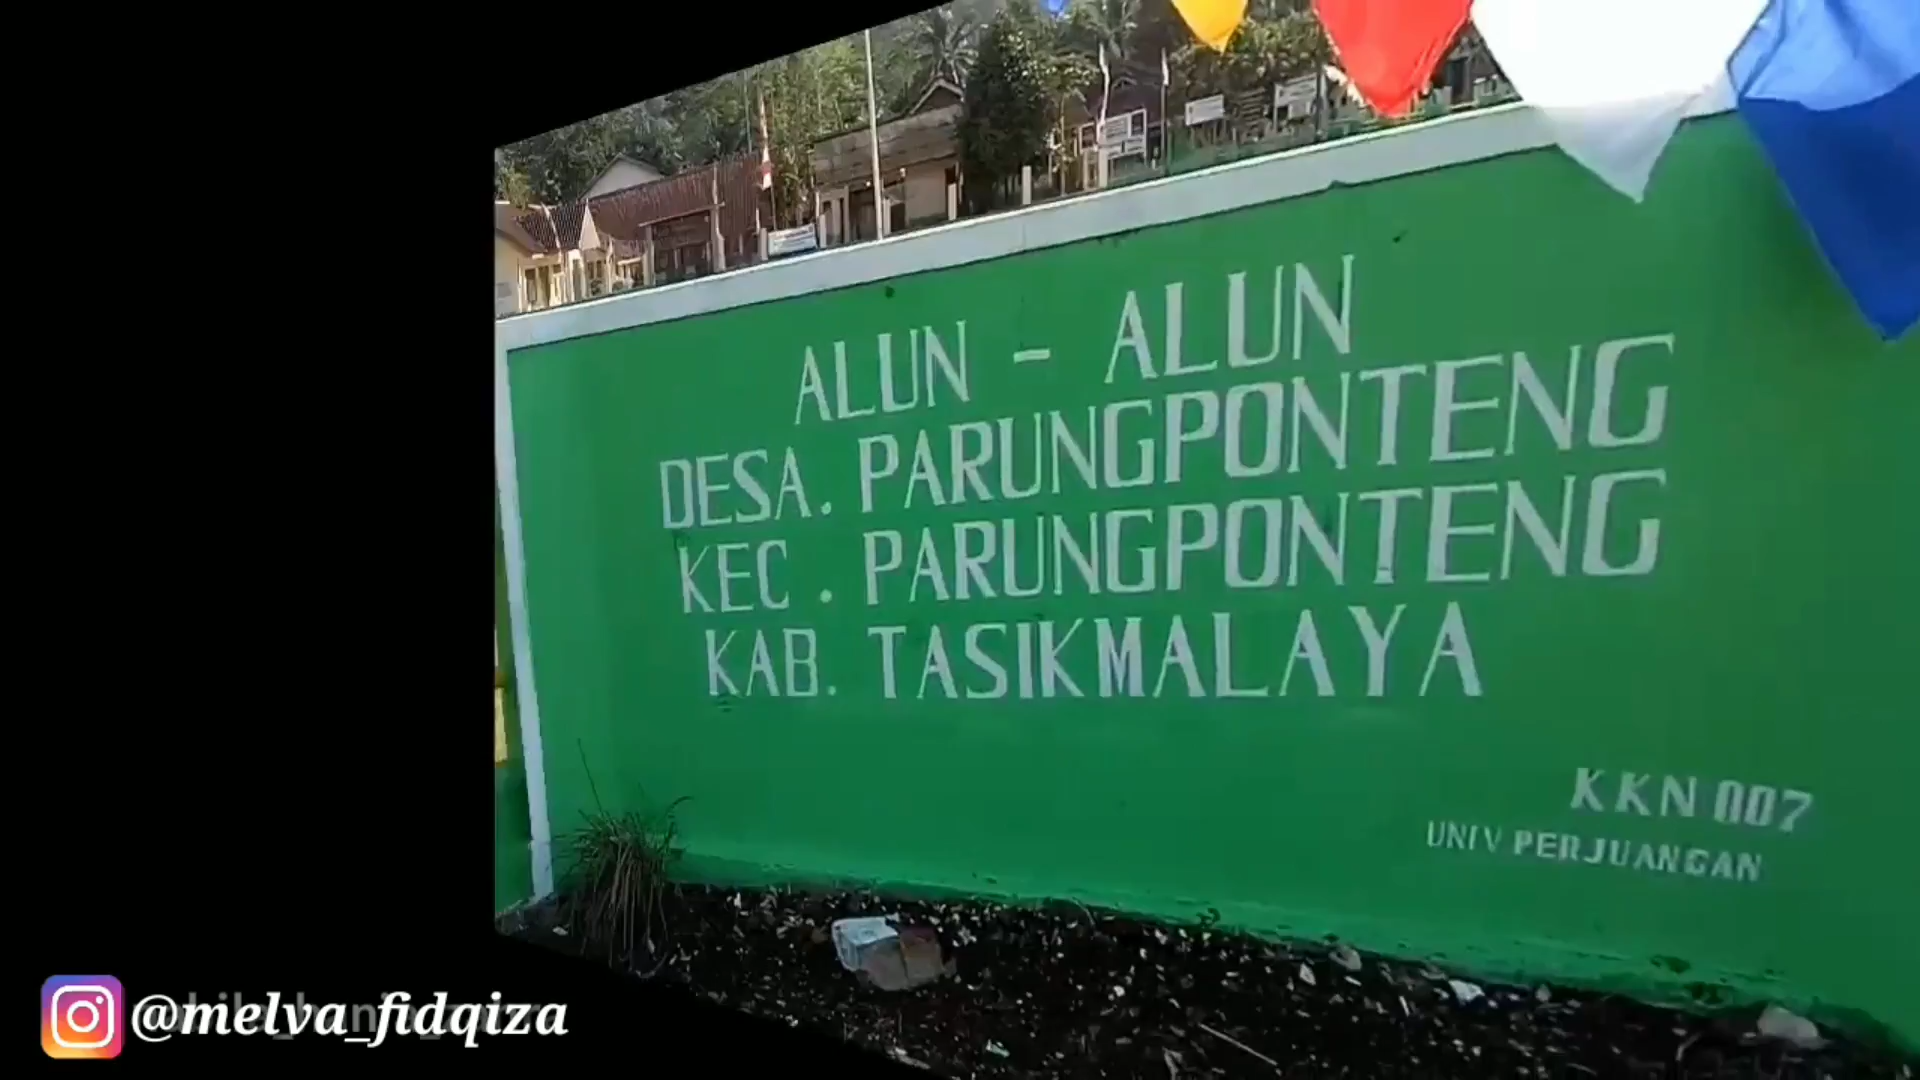 ALUN - ALUN
DESA. PARUNGPONTENG
KEC. PARUNGPONTENG
KAB. TASIKMALAYA
KKN 007
UNIV PERJUANGAN
@melva_fidqiza